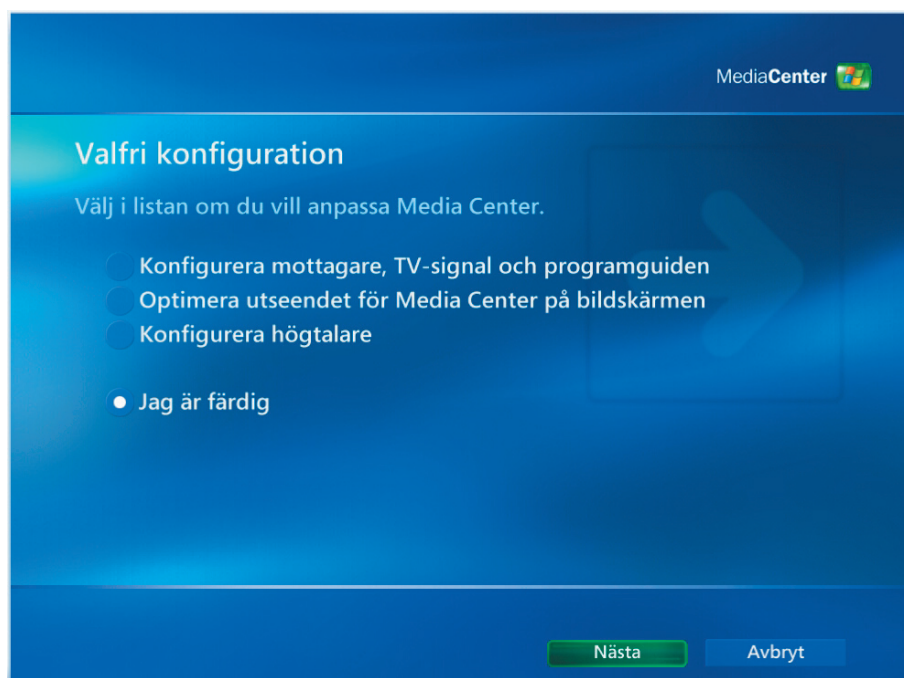 MediaCenter
Valfri konfiguration
Välj i listan om du vill anpassa Media Center.
Konfigurera mottagare, TV-signal och programguiden
Optimera utseendet för Media Center på bildskärmen
Konfigurera högtalare
Jag är färdig
Nästa
Avbryt